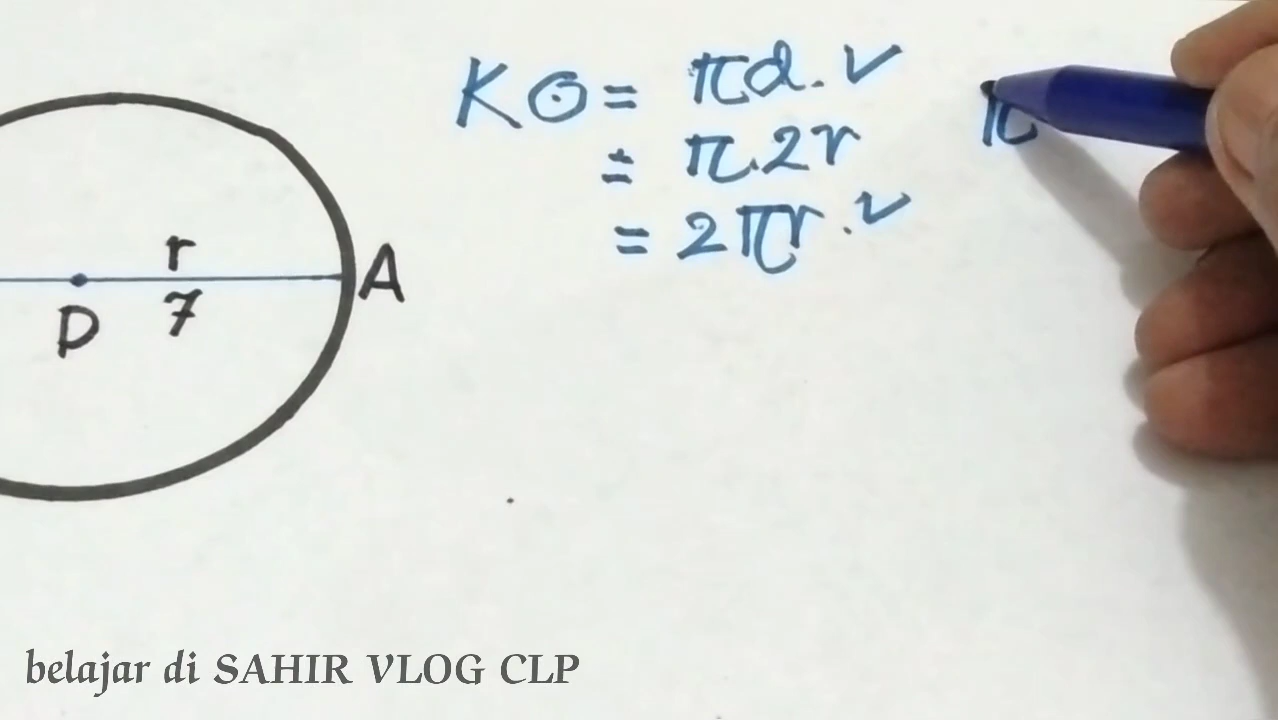 K⊙ = πd. ✓
= π.2r
= 2πr. ✓
π
r
7
D
A
belajar di SAHIR VLOG CLP